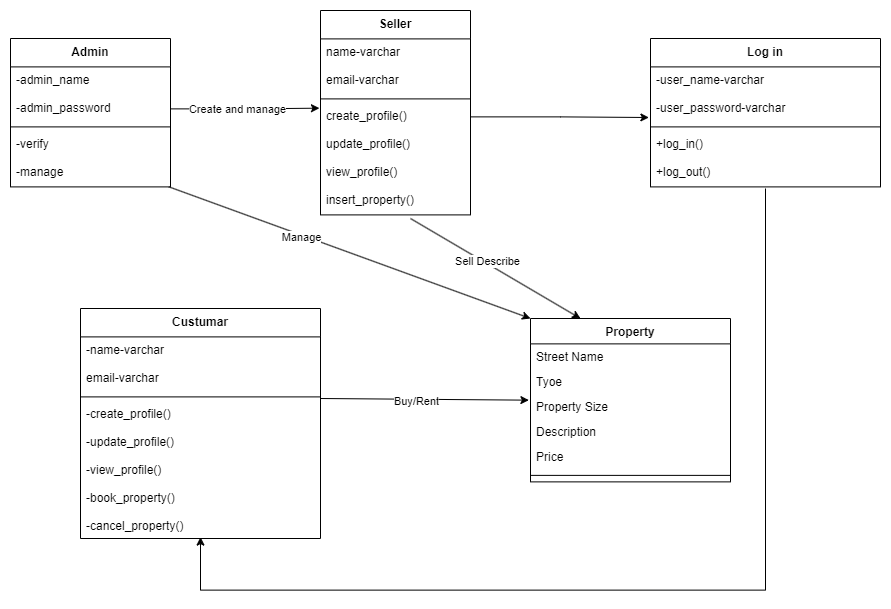 Admin
-admin_name
-admin_password
-verify
-manage
Create and manage
Seller
name-varchar
email-varchar
create_profile()
update_profile()
view_profile()
insert_property()
Log in
-user_name-varchar
-user_password-varchar
+log_in()
+log_out()
Manage
Sell Describe
Custumar
-name-varchar
email-varchar
-create_profile()
-update_profile()
-view_profile()
-book_property()
-cancel_property()
Buy/Rent
Property
Street Name
Tyoe
Property Size
Description
Price